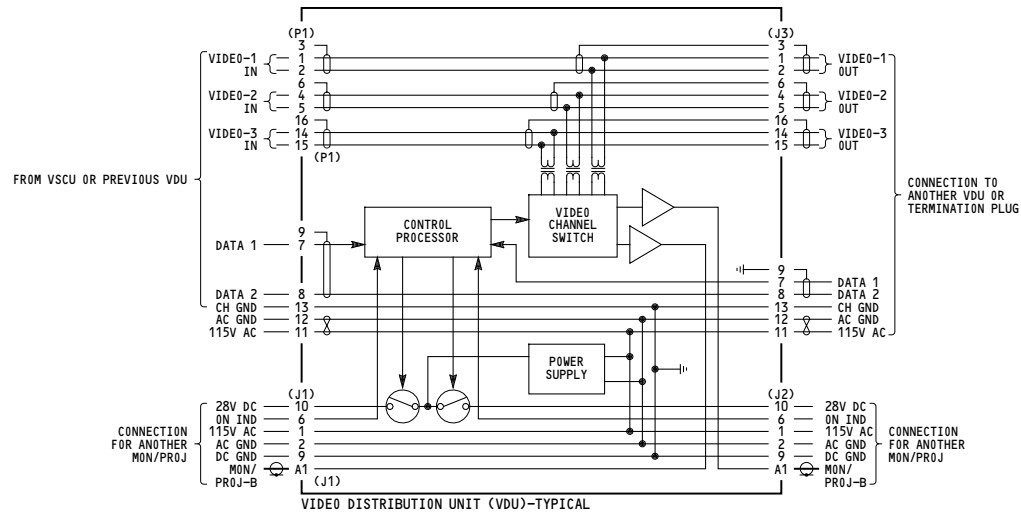 (P1) (J3)
3 3
VIDEO-1 1 1 VIDEO-1
IN 2 2 OUT
6 6
VIDEO-2 4 4 VIDEO-2
IN 5 5 OUT
16 16
VIDEO-3 14 14 VIDEO-3
IN 15 15 OUT
(P1)
FROM VSCU OR PREVIOUS VDU
CONNECTION TO
ANOTHER VDU OR
TERMINATION PLUG
CONTROL
PROCESSOR
VIDEO
CHANNEL
SWITCH
9
DATA 1 7
9
7 DATA 1
DATA 2 8 8 DATA 2
CH GND 13 13 CH GND
AC GND 12 12 AC GND
115V AC 11 11 115V AC
POWER
SUPPLY
(J1) (J2)
28V DC 10 10 28V DC
ON IND 6 6 ON IND
115V AC 1 1 115V AC
AC GND 2 2 AC GND
DC GND 9 9 DC GND
MON/ A1 A1 MON/
PROJ-B (J1) PROJ-B
CONNECTION
FOR ANOTHER
MON/PROJ
CONNECTION
FOR ANOTHER
MON/PROJ
VIDEO DISTRIBUTION UNIT (VDU)-TYPICAL